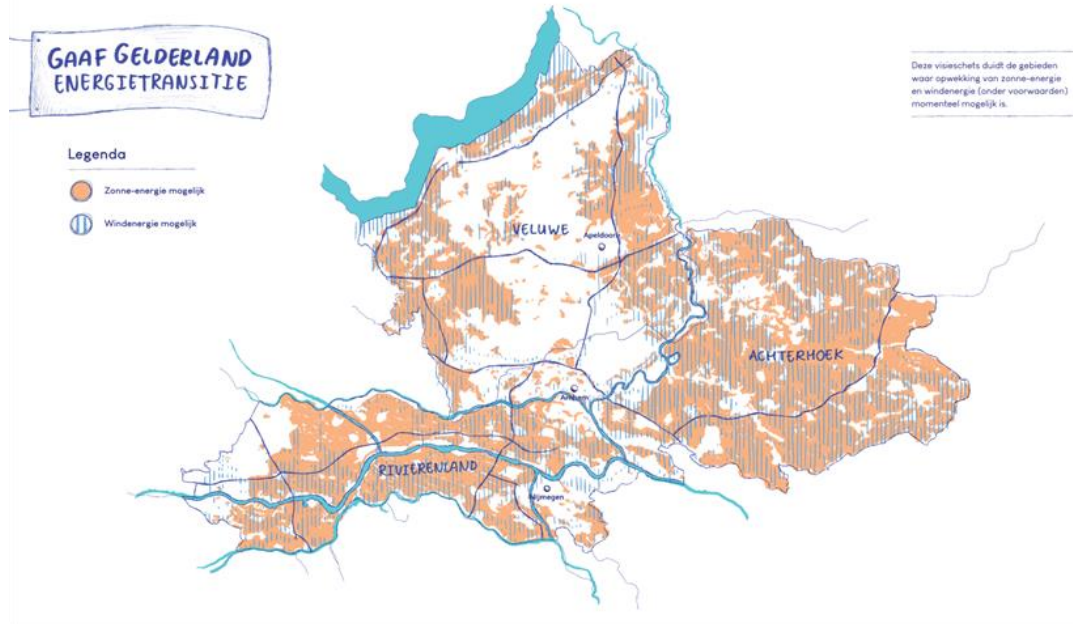 GAAF GELDERLAND
ENERGIETRANSITIE
Deze visieschets duidt de gebieden
waar opwekking van zonne-energie
en windenergie (onder voorwaarden)
momenteel mogelijk is.
Legenda
Zonne-energie mogelijk
Windenergie mogelijk
VELUWE
Apeldoorn
ACHTERHOEK
Arnhem
RIVIERENLAND
Nijmegen